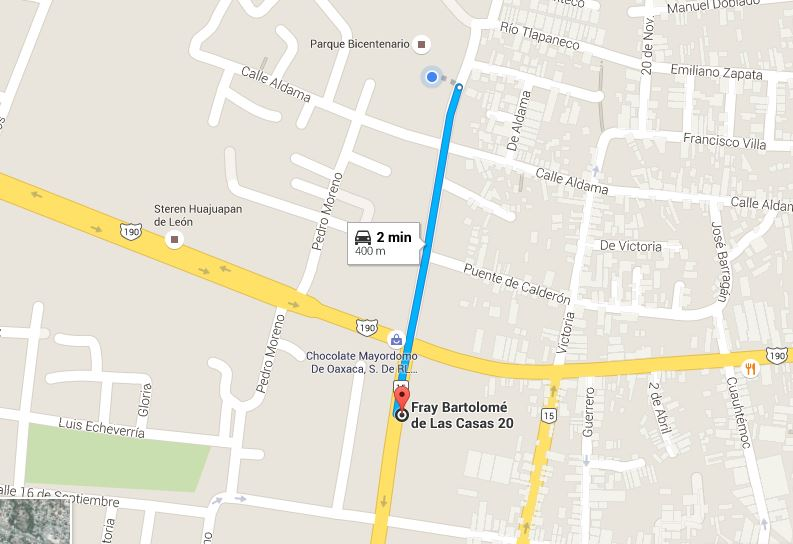 Manuel Doblado
Río Tlapaneco
Parque Bicentenario
20 de Nov.
Emiliano Zapata
Calle Aldama
De Aldama
Francisco Villa
Calle Aldama
Calle Aldama
Steren Huajuapan
de León
190
Pedro Moreno
2 min
400 m
De Victoria
José Barragán
Puente de Calderón
190
Victoria
Chocolate Mayordomo
De Oaxaca, S. De RL...
190
Pedro Moreno
Gloria
Fray Bartolomé
de Las Casas 20
Guerrero
2 de Abril
Cuauhtémoc
15
Luis Echeverría
alle 16 de Septiembre
toria